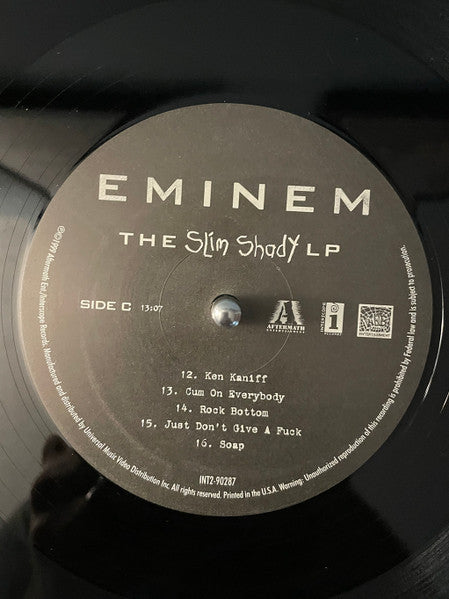 EMINEM
THE Slim Shady LP
SIDE C 13:07
AFTERMATH
ENTERTAINMENT
INTERSCOPE
RECORDS
12. Ken Kaniff
13. Cum On Everybody
14. Rock Bottom
15. Just Don't Give A Fuck
16. Soap
INT2-90287
℗©1999 Aftermath Ent./Interscope Records. Manufactured and distributed by Universal Music Video Distribution Inc. All rights reserved. Printed in the U.S.A. Warning: Unauthorized reproduction of this recording is prohibited by Federal law and is subject to prosecution.